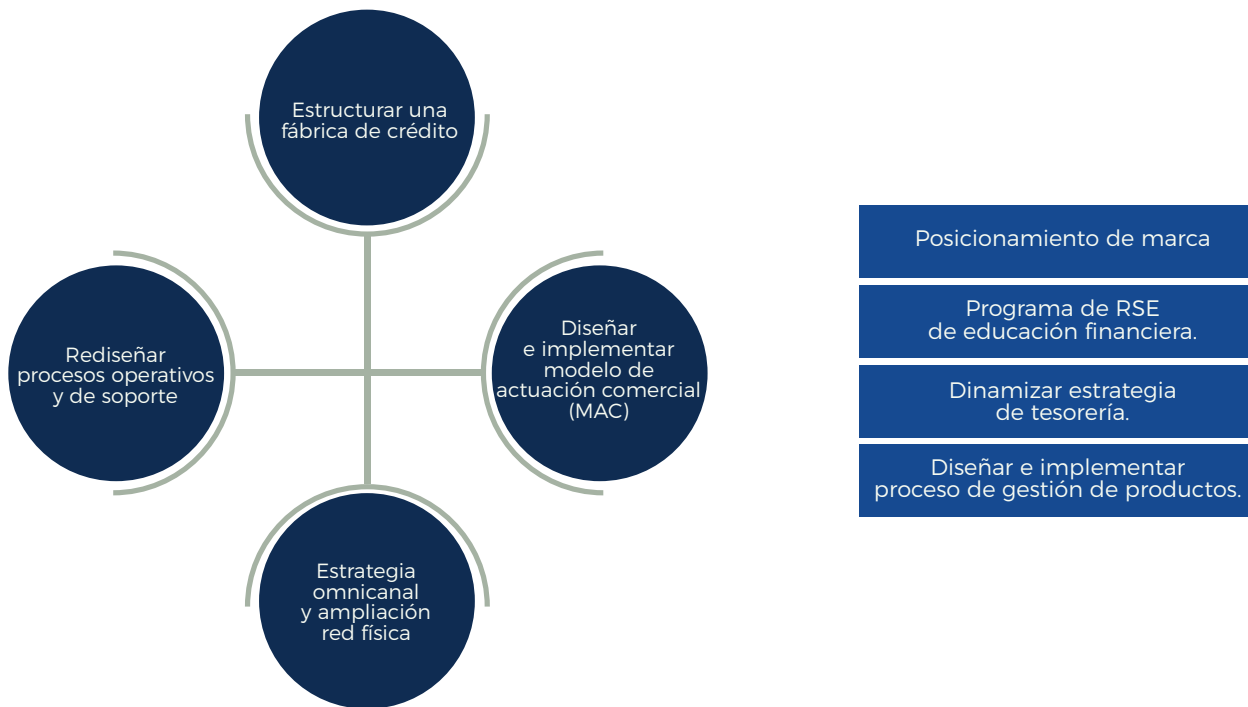 Estructurar una
fábrica de crédito
Rediseñar
procesos operativos
y de soporte
Diseñar
e implementar
modelo de
actuación comercial
(MAC)
Estrategia
omnicanal
y ampliación
red física
Posicionamiento de marca
Programa de RSE
de educación financiera.
Dinamizar estrategia
de tesorería.
Diseñar e implementar
proceso de gestión de productos.